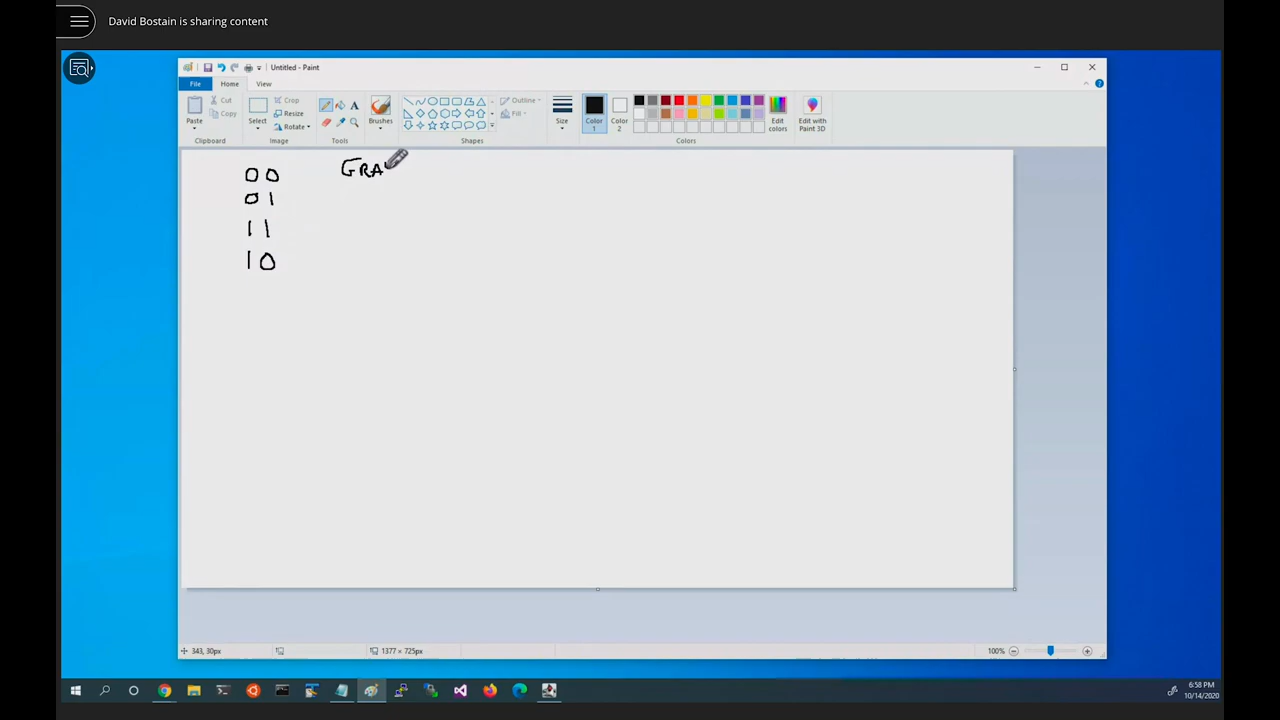 David Bostain is sharing content
Untitled - Paint
File Home View
Paste
Cut
Copy
Clipboard
Select
Crop
Resize
Rotate
Image
Tools
Brushes
Shapes
Outline
Fill
Size
Color 1
Color 2
Colors
Edit colors
Edit with Paint 3D
00
01
11
10
GRA
343, 30px
1377 × 725px
100%
6:58 PM
10/14/2020